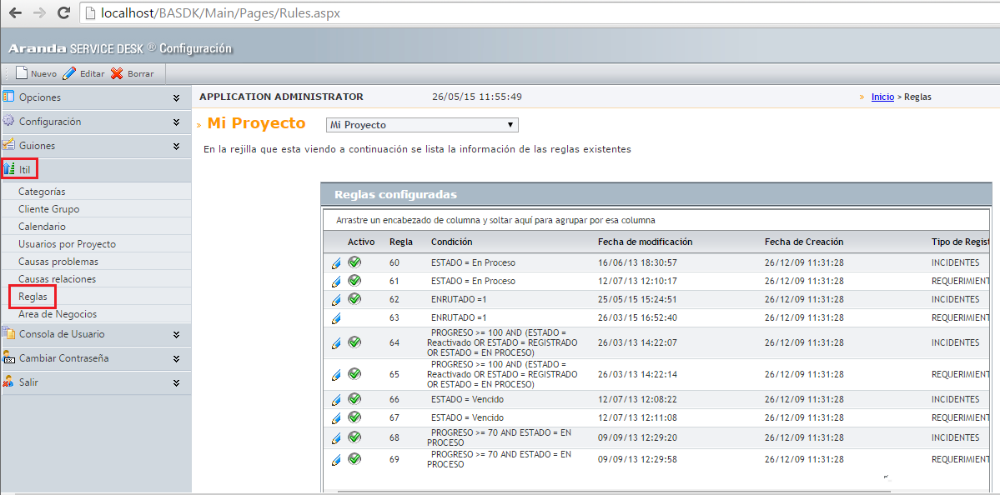 localhost/BASDK/Main/Pages/Rules.aspx
Aranda SERVICE DESK ® Configuración
Nuevo Editar Borrar
Opciones
Configuración
Guiones
Itil
Categorías
Cliente Grupo
Calendario
Usuarios por Proyecto
Causas problemas
Causas relaciones
Reglas
Area de Negocios
Consola de Usuario
Cambiar Contraseña
Salir
APPLICATION ADMINISTRATOR 26/05/15 11:55:49 » Inicio > Reglas
» Mi Proyecto Mi Proyecto
En la rejilla que esta viendo a continuación se lista la información de las reglas existentes
Reglas configuradas
Arrastre un encabezado de columna y soltar aquí para agrupar por esa columna
Activo Regla Condición Fecha de modificación Fecha de Creación Tipo de Regist
60 ESTADO = En Proceso 16/06/13 18:30:57 26/12/09 11:31:28 INCIDENTES
61 ESTADO = En Proceso 12/07/13 12:10:17 26/12/09 11:31:28 REQUERIMIENT
62 ENRUTADO =1 25/05/15 15:24:51 26/12/09 11:31:28 INCIDENTES
63 ENRUTADO =1 26/03/15 16:52:40 26/12/09 11:31:28 REQUERIMIENT
PROGRESO >= 100 AND (ESTADO =
64 Reactivado OR ESTADO = REGISTRADO 26/03/13 14:22:07 26/12/09 11:31:28 INCIDENTES
OR ESTADO = EN PROCESO)
PROGRESO >= 100 AND (ESTADO =
65 Reactivado OR ESTADO = REGISTRADO 26/03/13 14:22:14 26/12/09 11:31:28 REQUERIMIENT
OR ESTADO = EN PROCESO)
66 ESTADO = Vencido 12/07/13 12:08:22 26/12/09 11:31:28 INCIDENTES
67 ESTADO = Vencido 12/07/13 12:11:08 26/12/09 11:31:28 REQUERIMIENT
68 PROGRESO >= 70 AND ESTADO = EN 09/09/13 12:29:20 26/12/09 11:31:28 INCIDENTES
PROCESO
69 PROGRESO >= 70 AND ESTADO = EN 09/09/13 12:29:58 26/12/09 11:31:28 REQUERIMIENT
PROCESO